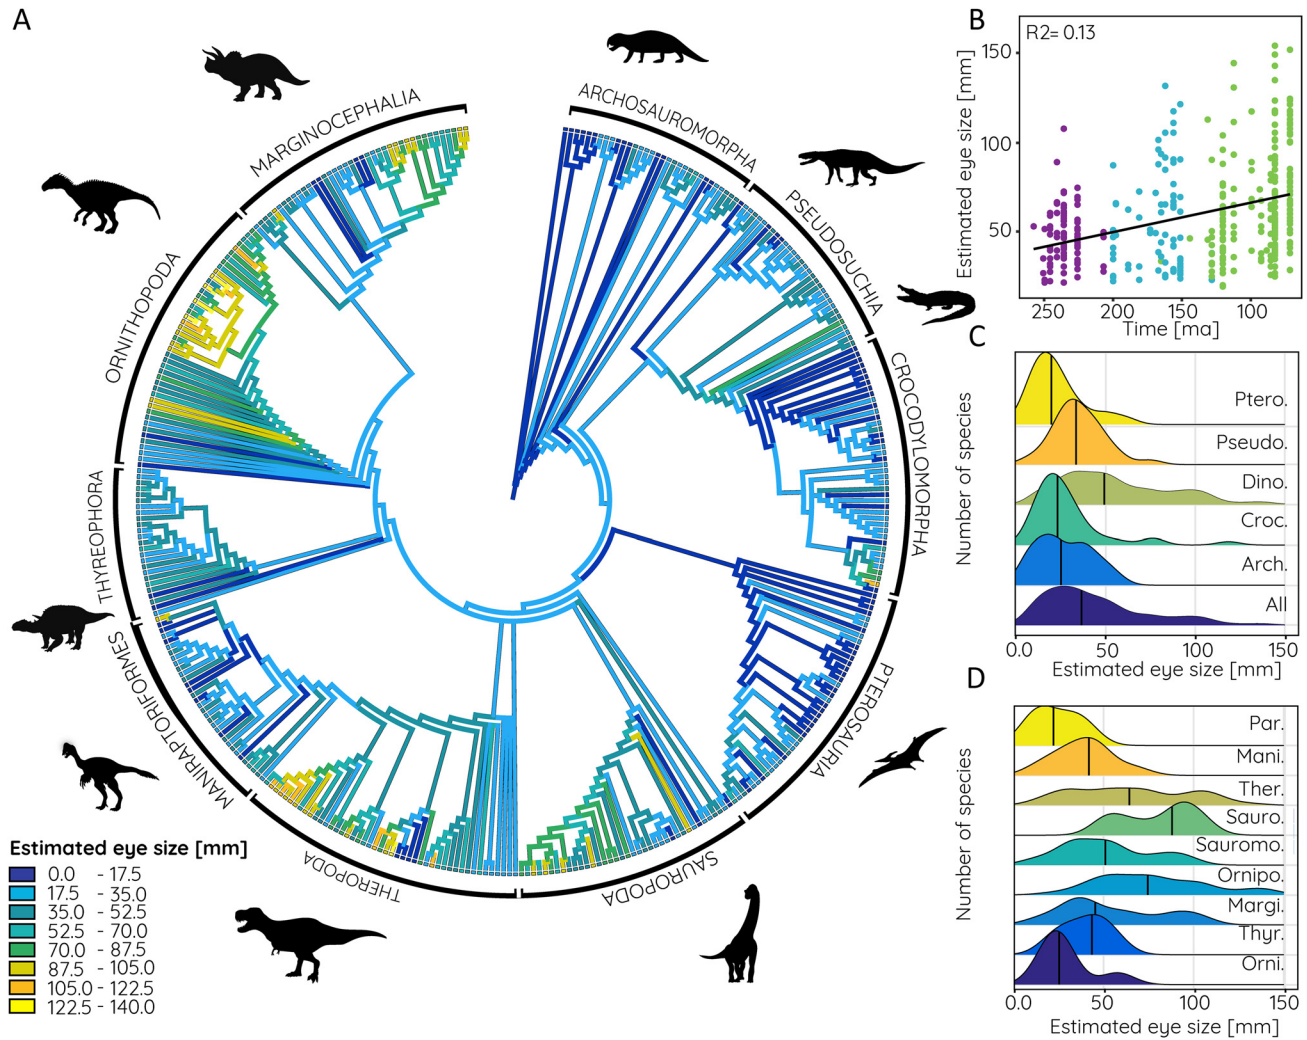 A
ARCHOSAUROMORPHA
PSEUDOSUCHIA
CROCODYLOMORPHA
PTEROSAURIA
SAUROPODA
THEROPODA
MANIRAPTORIFORMES
THYREOPHORA
ORNITHOPODA
MARGINOCEPHALIA
Estimated eye size [mm]
0.0 - 17.5
17.5 - 35.0
35.0 - 52.5
52.5 - 70.0
70.0 - 87.5
87.5 - 105.0
105.0 - 122.5
122.5 - 140.0
B
R2= 0.13
Estimated eye size [mm]
150
100
50
250 200 150 100
Time [ma]
C
Number of species
Ptero.
Pseudo.
Dino.
Croc.
Arch.
All
0.0 50 100 150
Estimated eye size [mm]
D
Number of species
Par.
Mani.
Ther.
Sauro.
Sauromo.
Ornipo.
Margi.
Thyr.
Orni.
0.0 50 100 150
Estimated eye size [mm]